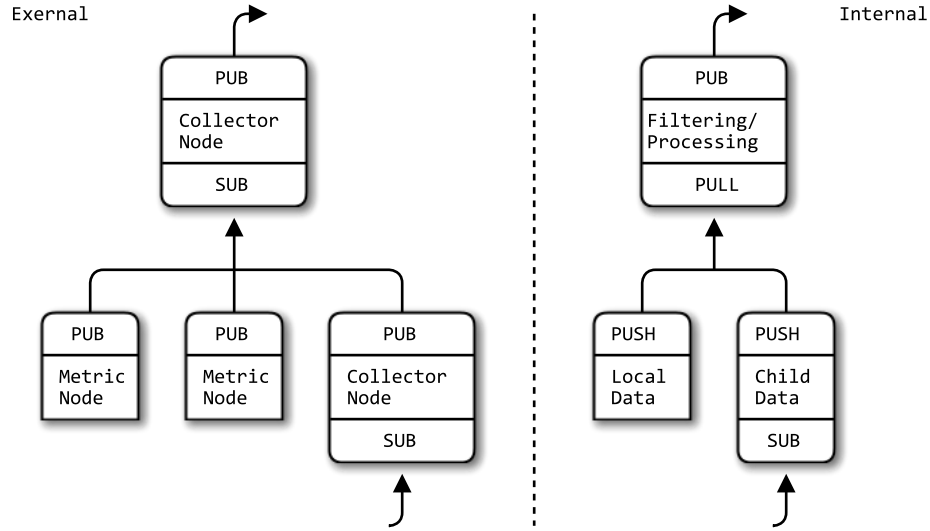 Exernal
Internal
PUB
Collector
Node
SUB
PUB
Filtering/
Processing
PULL
PUB
Metric
Node
PUB
Metric
Node
PUB
Collector
Node
SUB
PUSH
Local
Data
PUSH
Child
Data
SUB